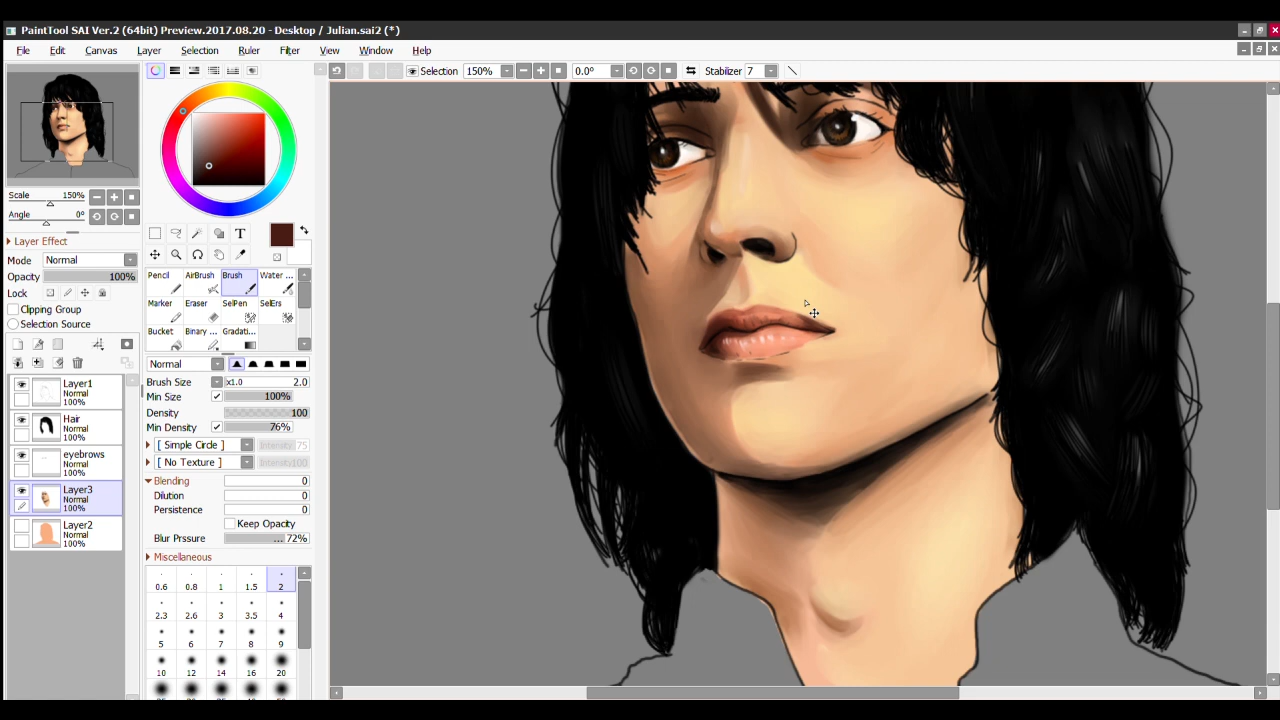 PaintTool SAI Ver.2 (64bit) Preview.2017.08.20 - Desktop / Julian.sai2 (*)
File Edit Canvas Layer Selection Ruler Filter View Window Help
Selection 150% 0.0° Stabilizer 7
Scale 150%
Angle 0°
Layer Effect
Mode Normal
Opacity 100%
Lock
Clipping Group
Selection Source
Layer1
Normal
100%
Hair
Normal
100%
eyebrows
Normal
100%
Layer3
Normal
100%
Layer2
Normal
100%
T
Pencil AirBrush Brush Water ...
Marker Eraser SelPen SelErs
Bucket Binary ... Gradati...
Normal
Brush Size x1.0 2.0
Min Size 100%
Density 100
Min Density 76%
[ Simple Circle ] Intensity 75
[ No Texture ] Intensity 100
Blending 0
Dilution 0
Persistence 0
Keep Opacity
Blur Prssure ... 72%
Miscellaneous
0.6 0.8 1 1.5 2
2.3 2.6 3 3.5 4
5 6 7 8 9
10 12 14 16 20